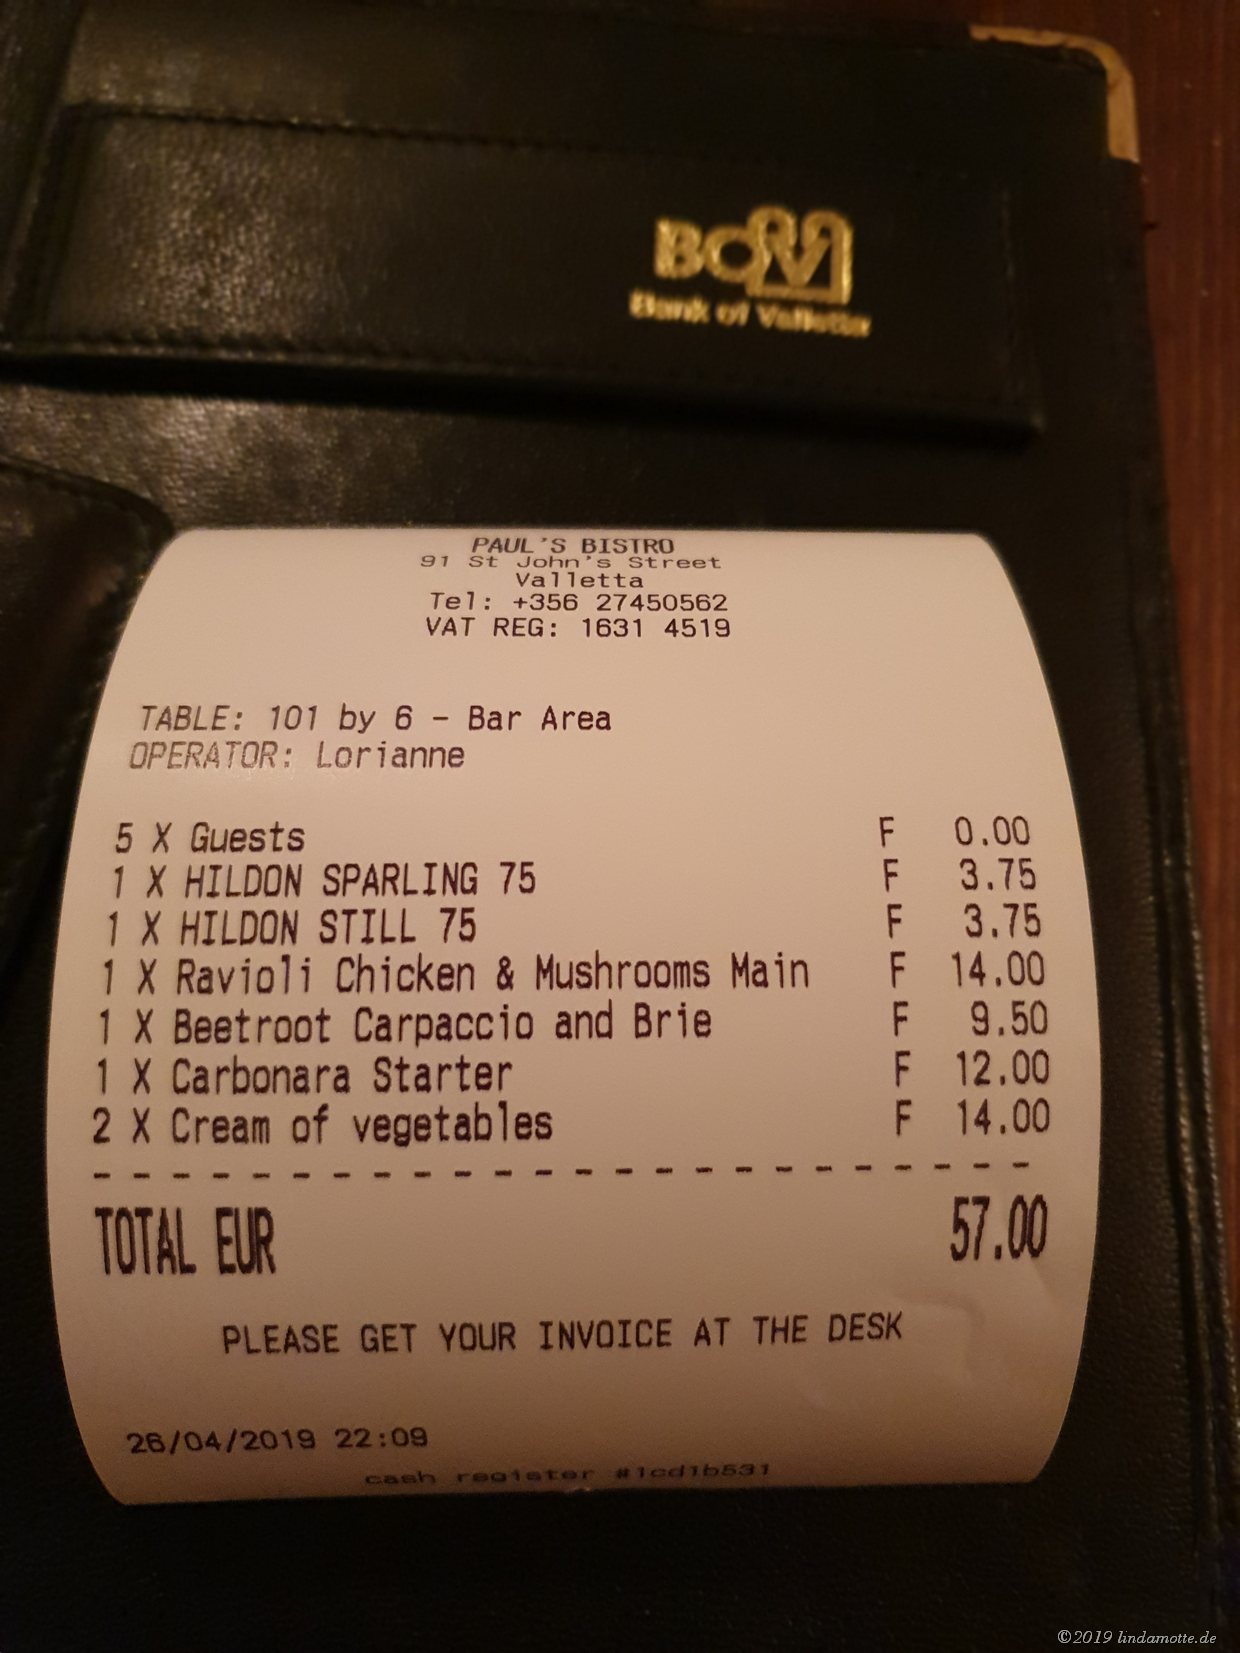 BOV
Bank of Valletta
PAUL'S BISTRO
91 St John's Street
Valletta
Tel: +356 27450562
VAT REG: 1631 4519
TABLE: 101 by 6 - Bar Area
OPERATOR: Lorianne
5 X Guests F 0.00
1 X HILDON SPARLING 75 F 3.75
1 X HILDON STILL 75 F 3.75
1 X Ravioli Chicken & Mushrooms Main F 14.00
1 X Beetroot Carpaccio and Brie F 9.50
1 X Carbonara Starter F 12.00
2 X Cream of vegetables F 14.00
TOTAL EUR 57.00
PLEASE GET YOUR INVOICE AT THE DESK
26/04/2019 22:09
cash register #1cd1b531
©2019 lindamotte.de